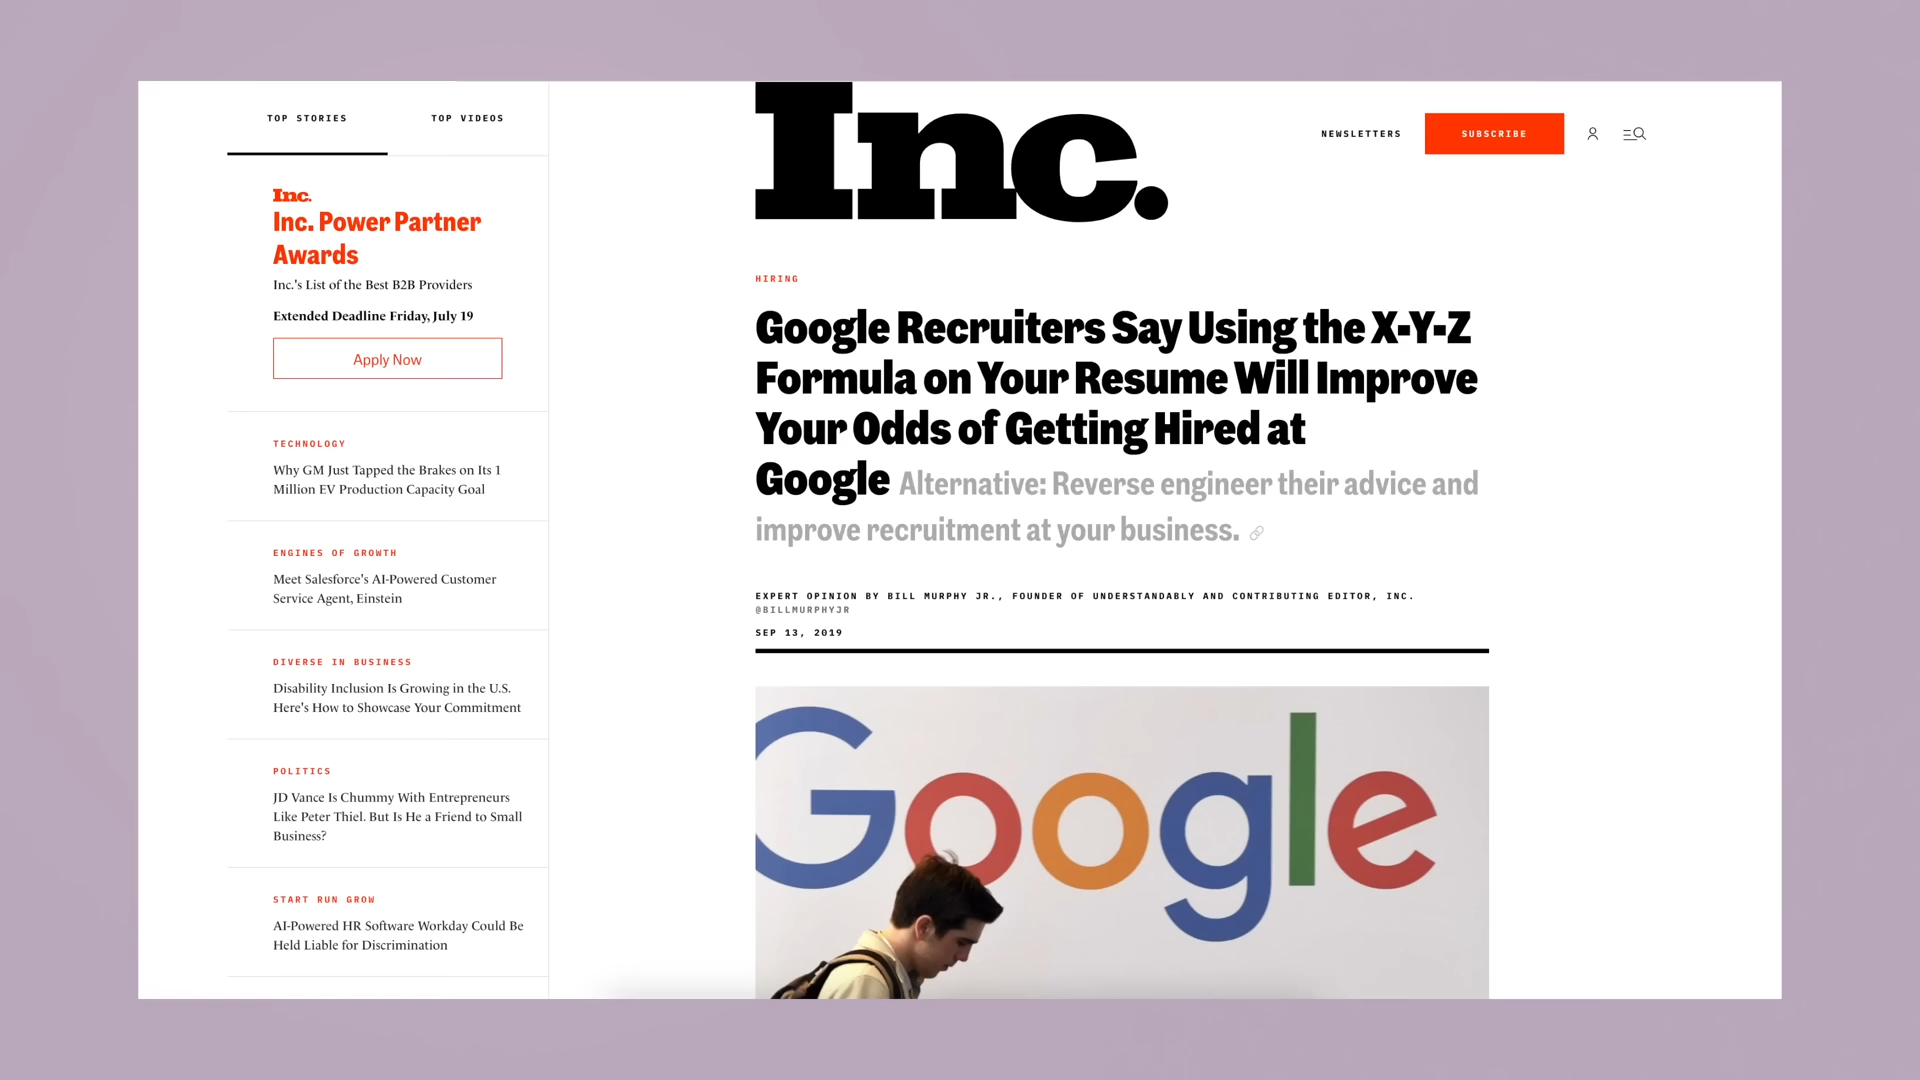 TOP STORIES
TOP VIDEOS
Inc.
Inc. Power Partner
Awards
Inc.'s List of the Best B2B Providers
Extended Deadline Friday, July 19
Apply Now
TECHNOLOGY
Why GM Just Tapped the Brakes on Its 1
Million EV Production Capacity Goal
ENGINES OF GROWTH
Meet Salesforce's AI-Powered Customer
Service Agent, Einstein
DIVERSE IN BUSINESS
Disability Inclusion Is Growing in the U.S.
Here's How to Showcase Your Commitment
POLITICS
JD Vance Is Chummy With Entrepreneurs
Like Peter Thiel. But Is He a Friend to Small
Business?
START RUN GROW
AI-Powered HR Software Workday Could Be
Held Liable for Discrimination
Inc.
NEWSLETTERS
SUBSCRIBE
HIRING
Google Recruiters Say Using the X-Y-Z
Formula on Your Resume Will Improve
Your Odds of Getting Hired at
Google Alternative: Reverse engineer their advice and
improve recruitment at your business.
EXPERT OPINION BY BILL MURPHY JR., FOUNDER OF UNDERSTANDABLY AND CONTRIBUTING EDITOR, INC.
@BILLMURPHYJR
SEP 13, 2019
Google